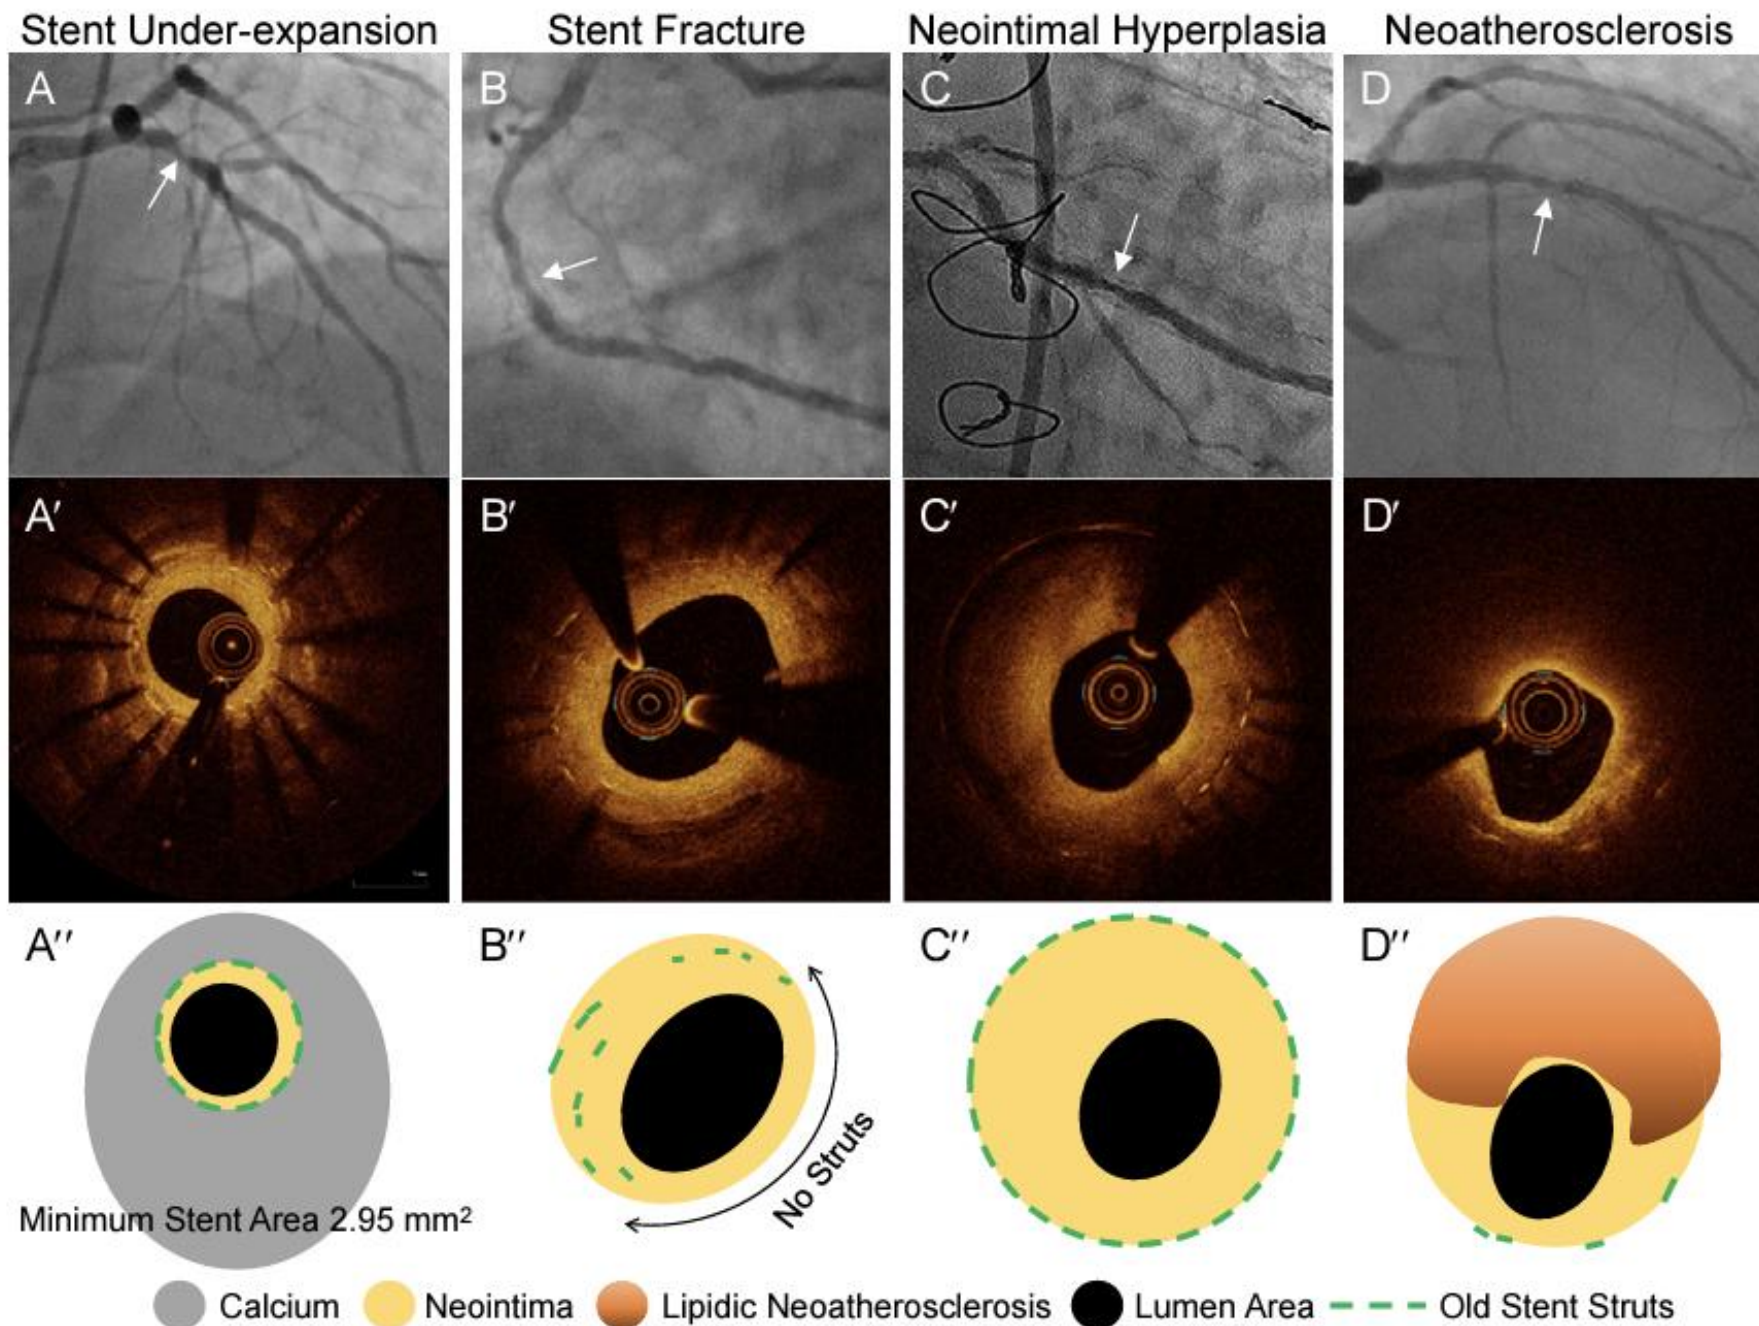 Stent Under-expansion
Stent Fracture
Neointimal Hyperplasia
Neoatherosclerosis
A
B
C
D
A′
B′
C′
D′
A′′
B′′
C′′
D′′
No Struts
Minimum Stent Area 2.95 mm²
Calcium
Neointima
Lipidic Neoatherosclerosis
Lumen Area
Old Stent Struts